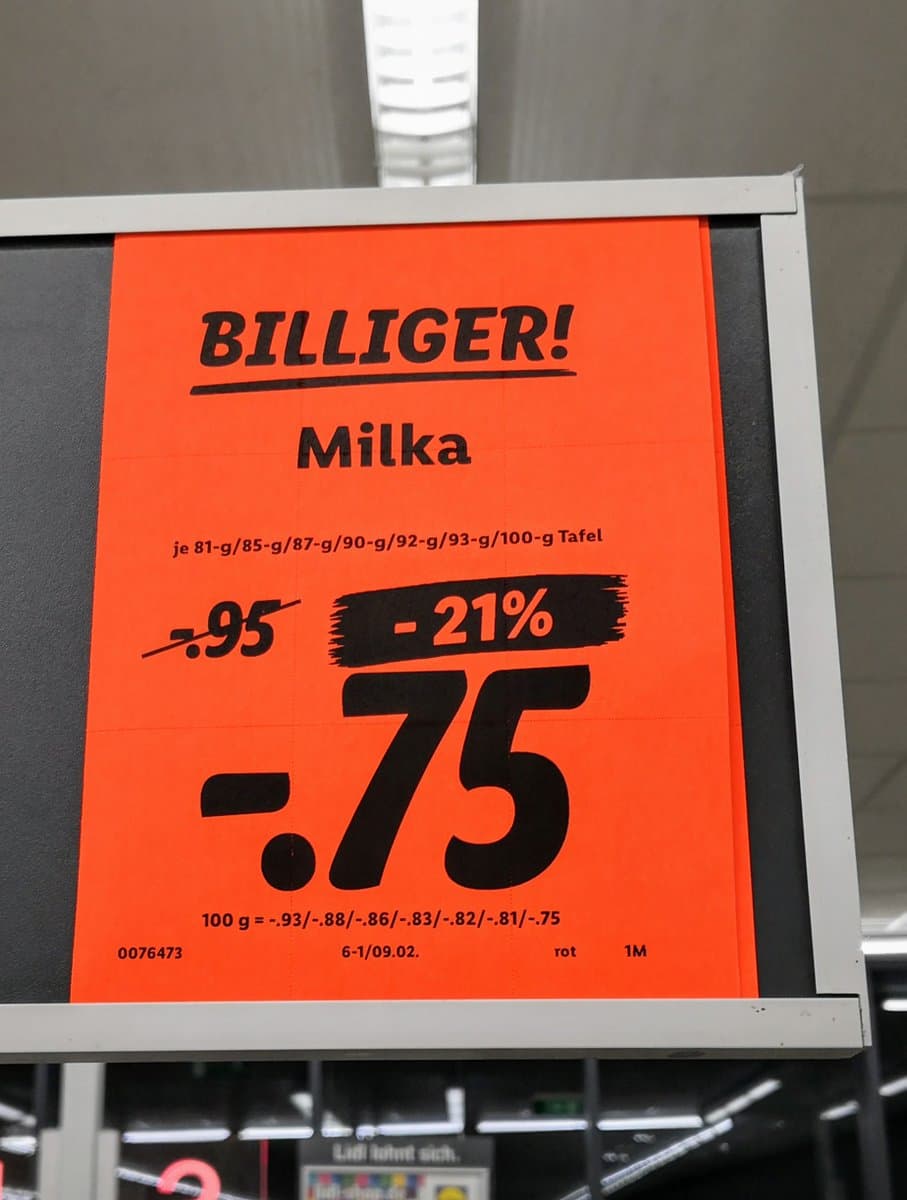 BILLIGER!
Milka
je 81-g/85-g/87-g/90-g/92-g/93-g/100-g Tafel
-.95
- 21%
-.75
100 g = -.93/-.88/-.86/-.83/-.82/-.81/-.75
0076473 6-1/09.02. rot 1M
Lidl lohnt sich.